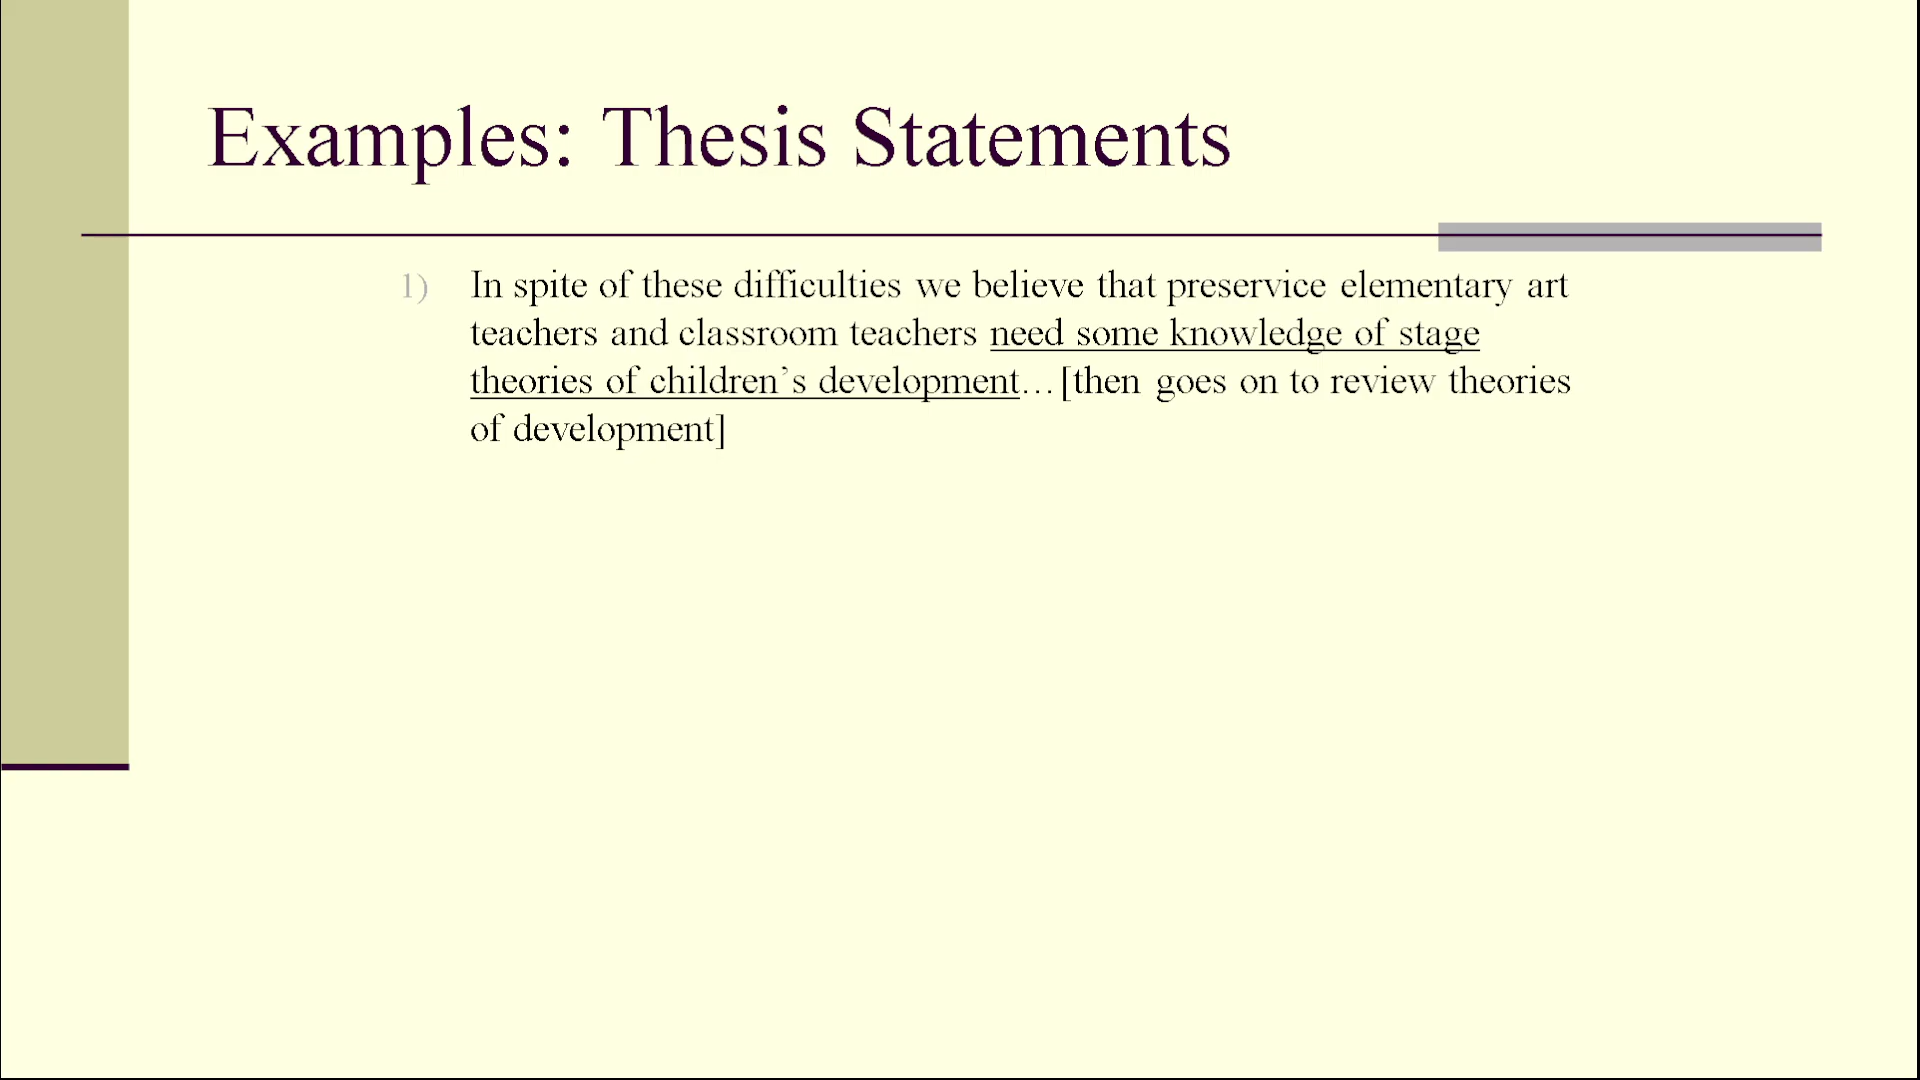 Examples: Thesis Statements
1) In spite of these difficulties we believe that preservice elementary art
teachers and classroom teachers need some knowledge of stage
theories of children’s development…[then goes on to review theories
of development]